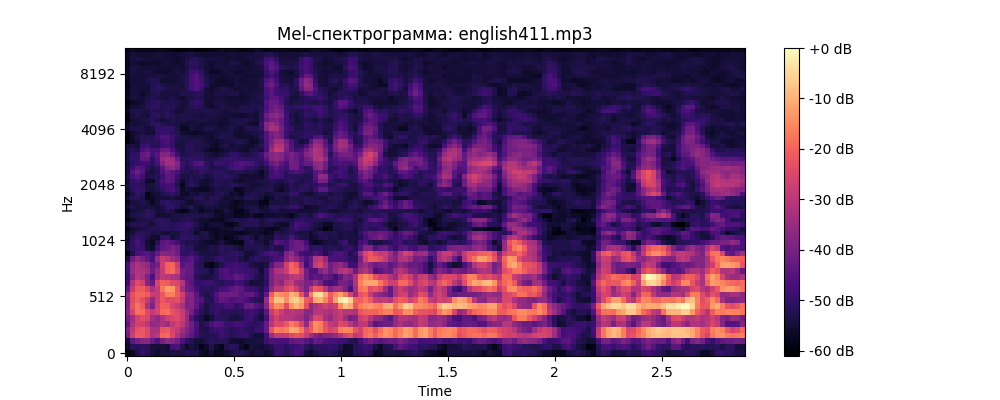 Mel-спектрограмма: english411.mp3
+0 dB
8192
-10 dB
4096
-20 dB
Hz
2048
-30 dB
1024
-40 dB
512
-50 dB
0
-60 dB
0 0.5 1 1.5 2 2.5
Time